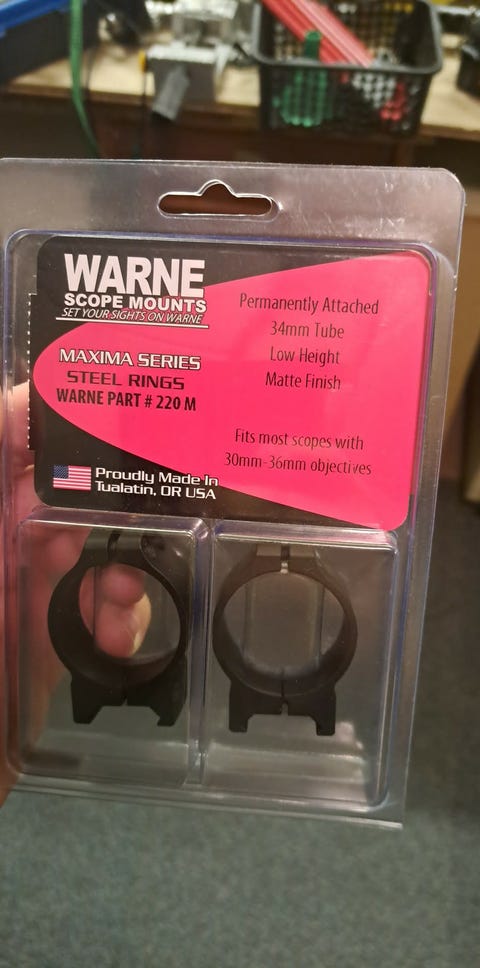 WARNE
SCOPE MOUNTS
SET YOUR SIGHTS ON WARNE
MAXIMA SERIES
STEEL RINGS
WARNE PART # 220 M
Proudly Made In
Tualatin, OR USA
Permanently Attached
34mm Tube
Low Height
Matte Finish
Fits most scopes with
30mm-36mm objectives